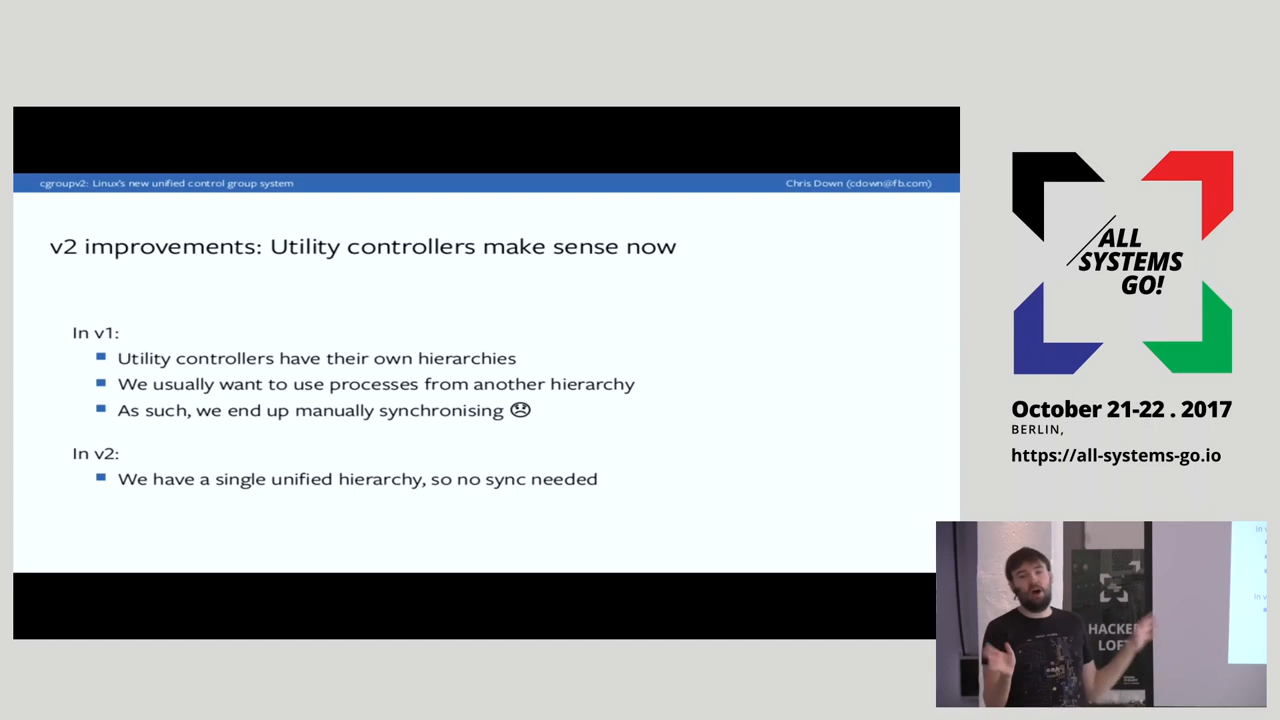 cgroupv2: Linux's new unified control group system
Chris Down (cdown@fb.com)
v2 improvements: Utility controllers make sense now
In v1:
Utility controllers have their own hierarchies
We usually want to use processes from another hierarchy
As such, we end up manually synchronising ☹
In v2:
We have a single unified hierarchy, so no sync needed
ALL
SYSTEMS
GO!
October 21-22 . 2017
BERLIN,
https://all-systems-go.io
HACKER
LOFT